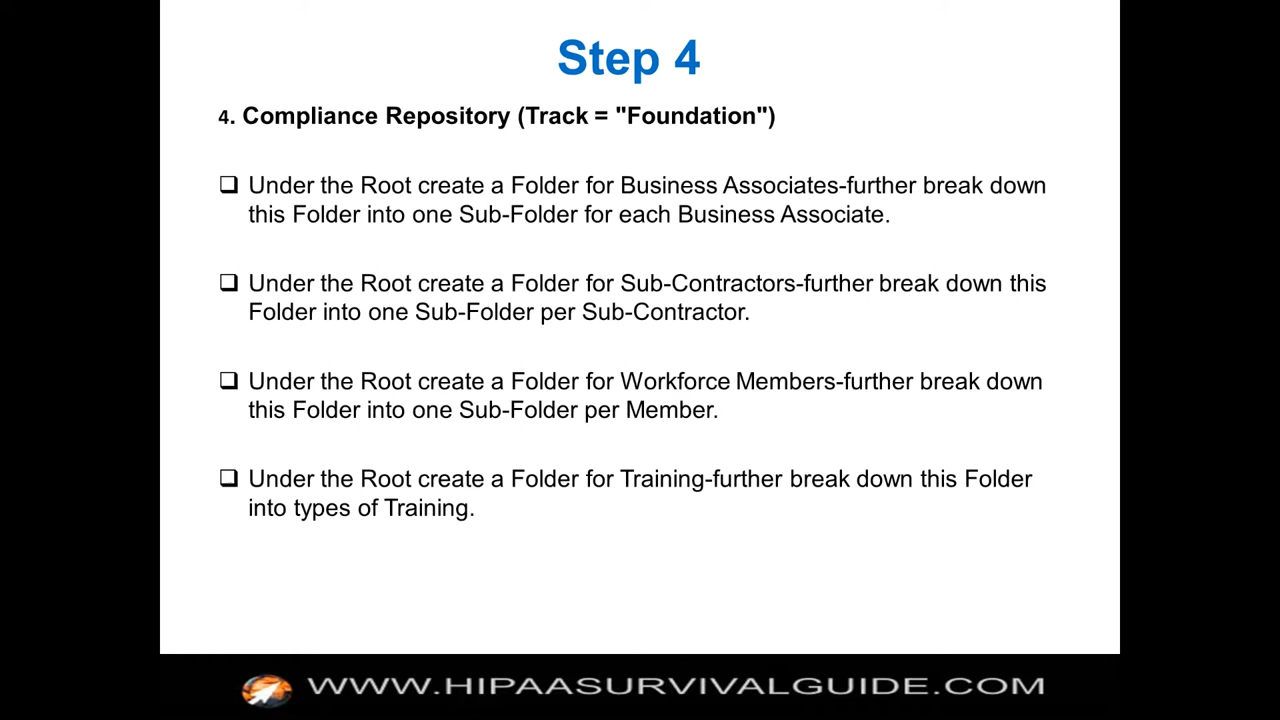 Step 4
4. Compliance Repository (Track = "Foundation")
❑ Under the Root create a Folder for Business Associates-further break down
this Folder into one Sub-Folder for each Business Associate.
❑ Under the Root create a Folder for Sub-Contractors-further break down this
Folder into one Sub-Folder per Sub-Contractor.
❑ Under the Root create a Folder for Workforce Members-further break down
this Folder into one Sub-Folder per Member.
❑ Under the Root create a Folder for Training-further break down this Folder
into types of Training.
WWW.HIPAASURVIVALGUIDE.COM